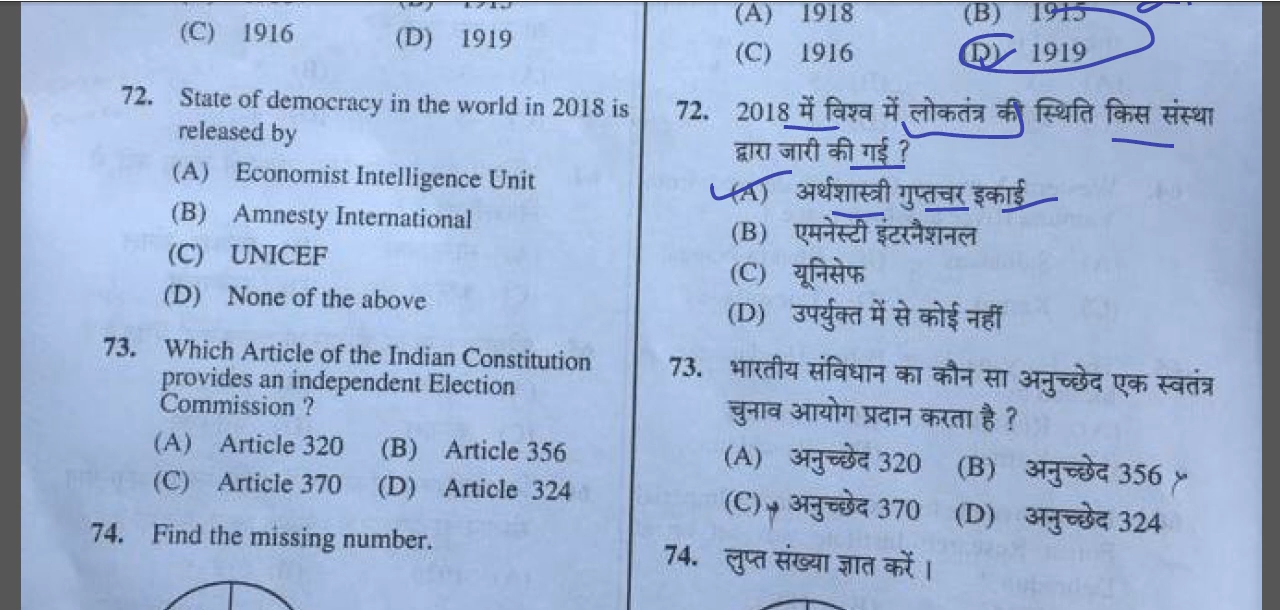 (C) 1916 (D) 1919
72. State of democracy in the world in 2018 is
released by
(A) Economist Intelligence Unit
(B) Amnesty International
(C) UNICEF
(D) None of the above
73. Which Article of the Indian Constitution
provides an independent Election
Commission ?
(A) Article 320 (B) Article 356
(C) Article 370 (D) Article 324
74. Find the missing number.
(A) 1918 (B) 1915
(C) 1916 (D) 1919
72. 2018 में विश्व में लोकतंत्र की स्थिति किस संस्था
द्वारा जारी की गई ?
(A) अर्थशास्त्री गुप्तचर इकाई
(B) एमनेस्टी इंटरनैशनल
(C) यूनिसेफ
(D) उपर्युक्त में से कोई नहीं
73. भारतीय संविधान का कौन सा अनुच्छेद एक स्वतंत्र
चुनाव आयोग प्रदान करता है ?
(A) अनुच्छेद 320 (B) अनुच्छेद 356
(C) अनुच्छेद 370 (D) अनुच्छेद 324
74. लुप्त संख्या ज्ञात करें ।